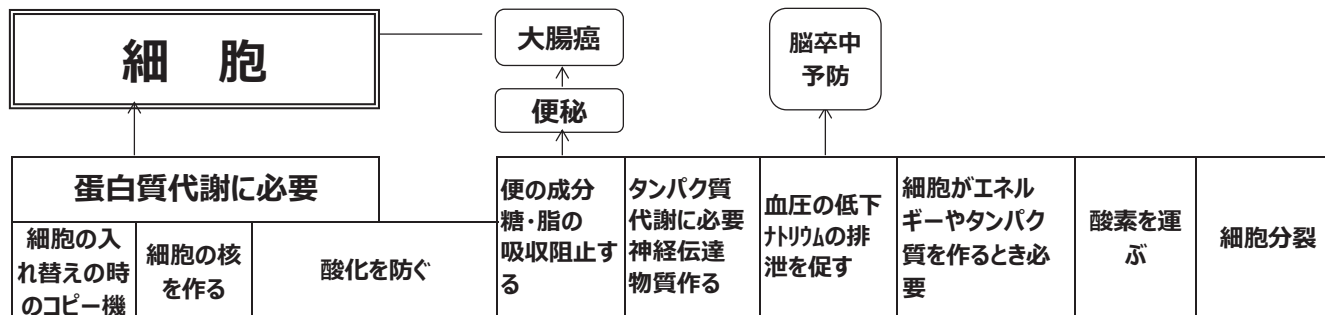 細 胞
大腸癌
便秘
脳卒中
予防
蛋白質代謝に必要
細胞の入
れ替えの時
のコピー機
細胞の核
を作る
酸化を防ぐ
便の成分
糖・脂の
吸収阻止す
る
タンパク質
代謝に必要
神経伝達
物質作る
血圧の低下
ﾅﾄﾘｳﾑの排
泄を促す
細胞がエネル
ギーやタンパク
質を作るとき必
要
酸素を運
ぶ
細胞分裂